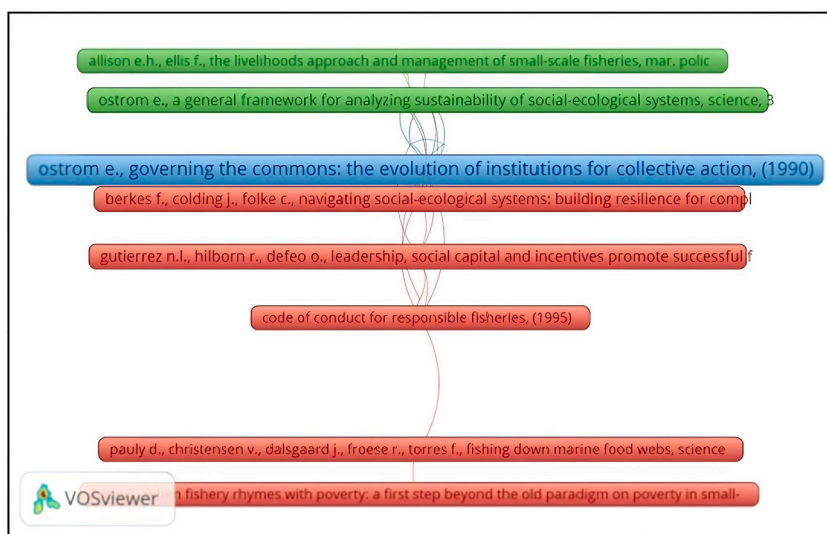 allison e.h., ellis f., the livelihoods approach and management of small-scale fisheries, mar. polic
ostrom e., a general framework for analyzing sustainability of social-ecological systems, science, 3
ostrom e., governing the commons: the evolution of institutions for collective action, (1990)
berkes f., colding j., folke c., navigating social-ecological systems: building resilience for compl
gutierrez n.l., hilborn r., defeo o., leadership, social capital and incentives promote successful f
code of conduct for responsible fisheries, (1995)
pauly d., christensen v., dalsgaard j., froese r., torres f., fishing down marine food webs, science
fishery rhymes with poverty: a first step beyond the old paradigm on poverty in small-
VOSviewer